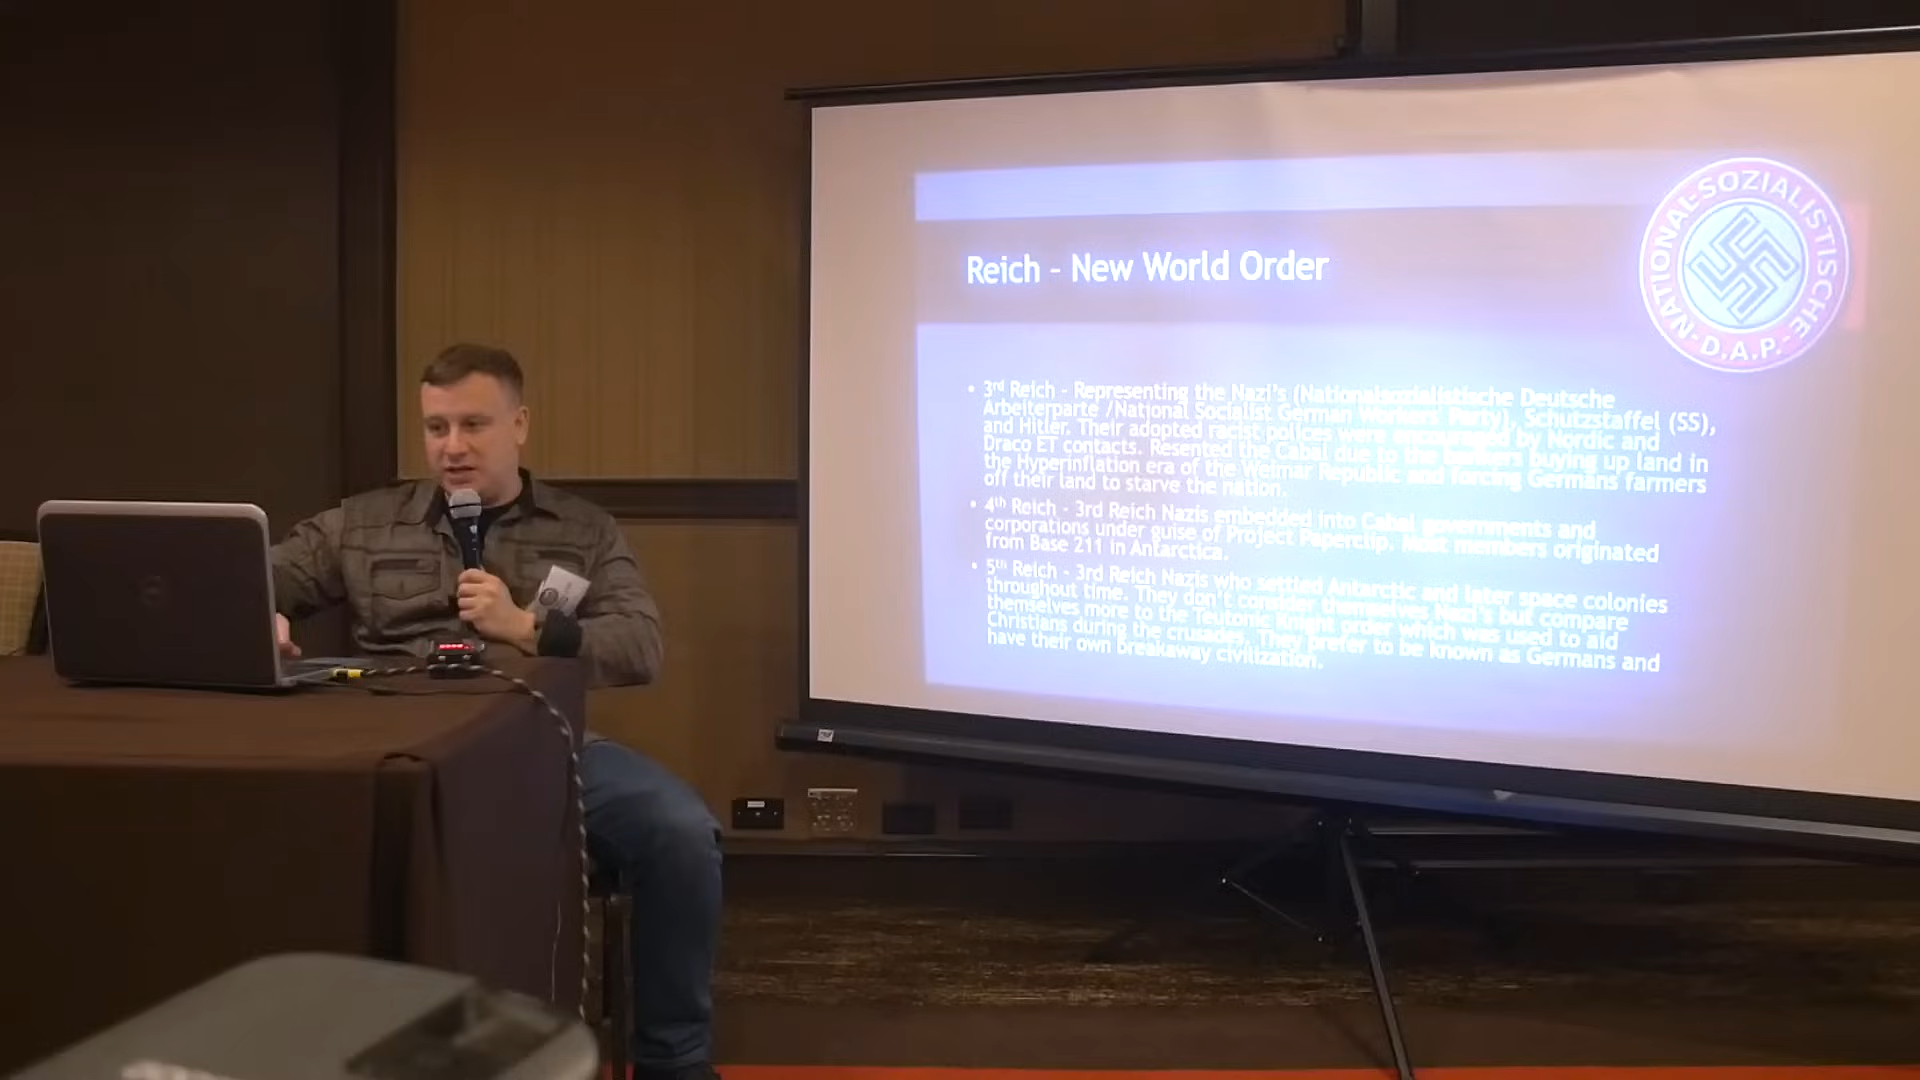 NATIONAL-SOZIALISTISCHE
-D.A.P.-
Reich - New World Order
• 3rd Reich - Representing the Nazi's (Nationalsozialistische Deutsche
Arbeiterparte /National Socialist German Workers' Party), Schutzstaffel (SS),
and Hitler. Their adopted racist polices were encouraged by Nordic and
Draco ET contacts. Resented the Cabal due to the bankers buying up land in
the Hyperinflation era of the Weimar Republic and forcing Germans farmers
off their land to starve the nation.
• 4th Reich - 3rd Reich Nazis embedded into Cabal governments and
corporations under guise of Project Paperclip. Most members originated
from Base 211 in Antarctica.
• 5th Reich - 3rd Reich Nazis who settled Antarctic and later space colonies
throughout time. They don't consider themselves Nazi's but compare
themselves more to the Teutonic Knight order which was used to aid
Christians during the crusades. They prefer to be known as Germans and
have their own breakaway civilization.